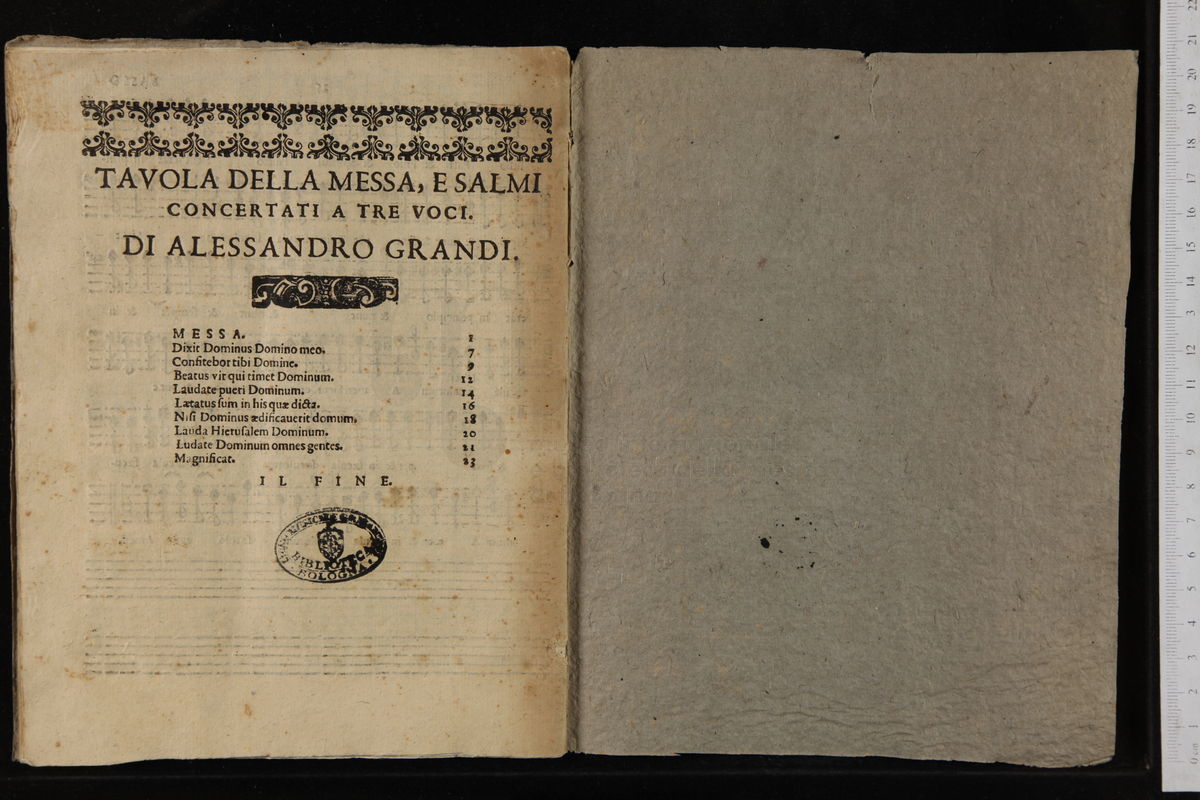 TAVOLA DELLA MESSA, E SALMI
CONCERTATI A TRE VOCI.
DI ALESSANDRO GRANDI.
MESSA. 1
Dixit Dominus Domino meo. 7
Confitebor tibi Domine. 9
Beatus vir qui timet Dominum. 12
Laudate pueri Dominum. 14
Lætatus ſum in his quæ dicta. 16
Niſi Dominus ædificauerit domum. 18
Lauda Hieruſalem Dominum. 20
Ludate Dominum omnes gentes. 21
Magnificat. 23
IL FINE.
BIBLIOTECA
BOLOGNA